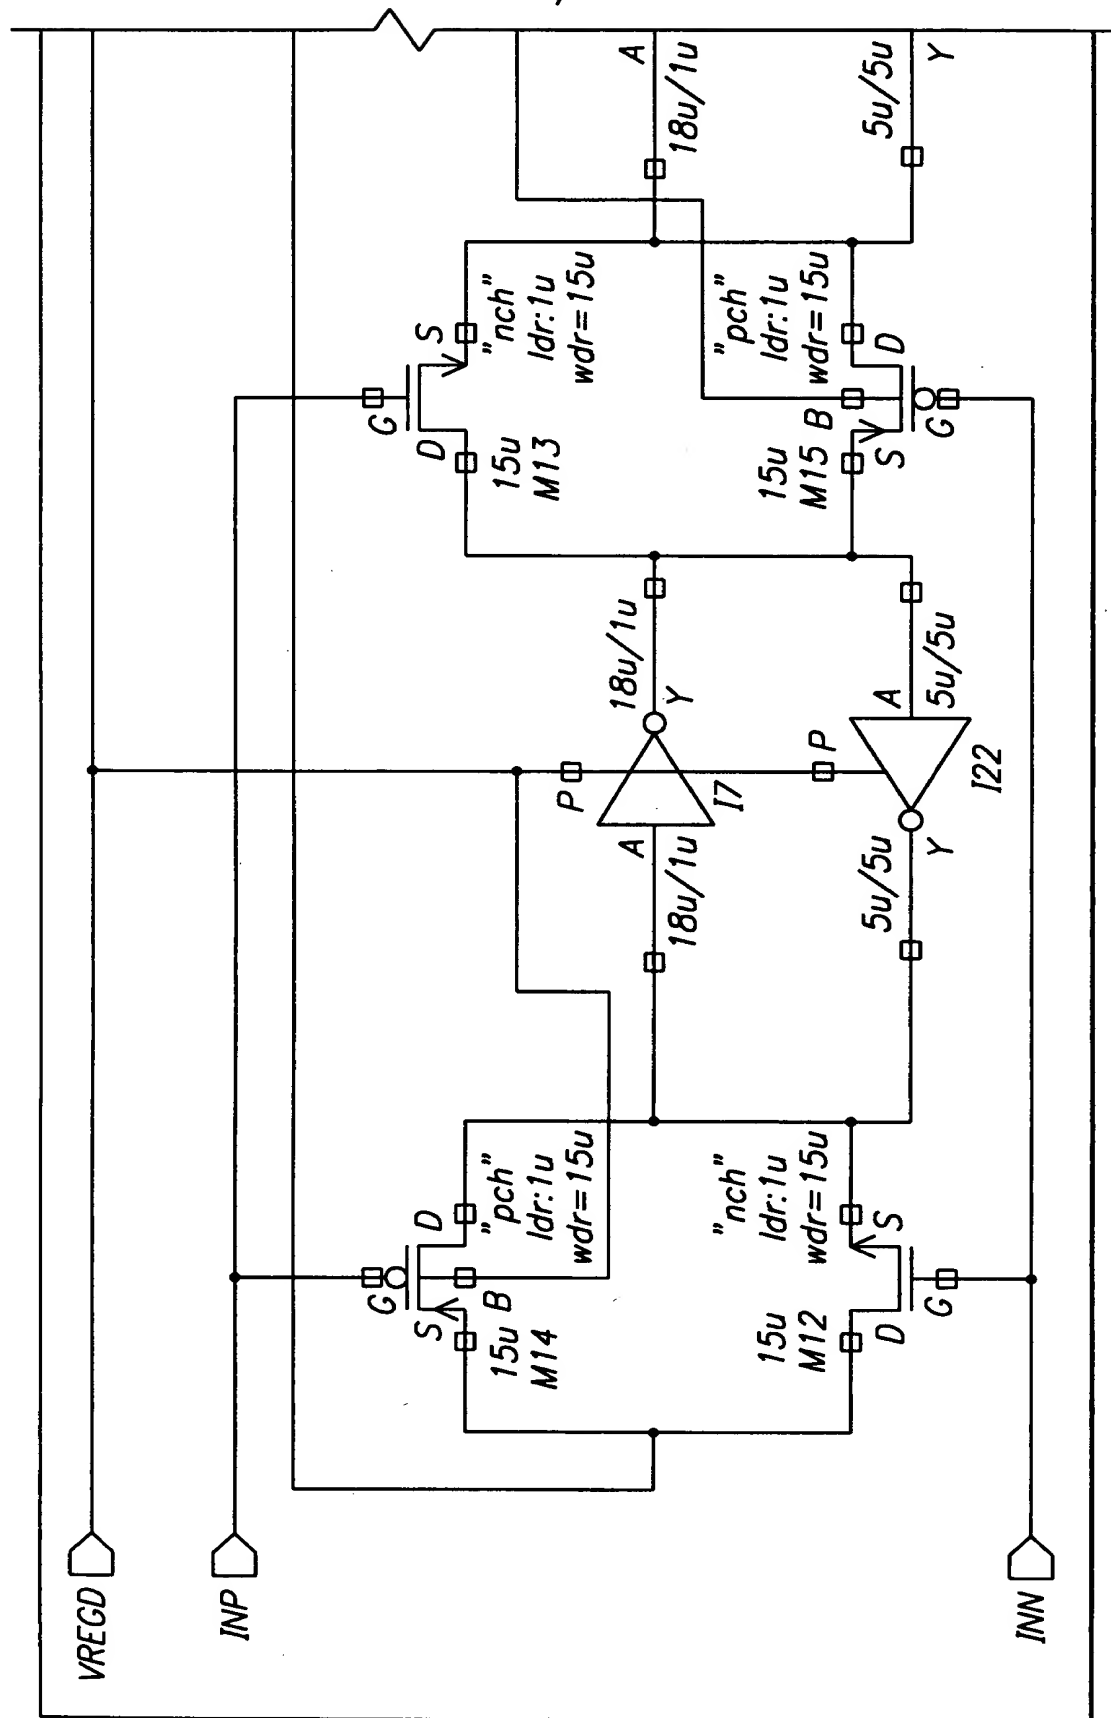 VREGD
INP
INN
G
S
D
B
15u
M14
"pch"
ldr:1u
wdr=15u
15u
M12
D
G
S
"nch"
ldr:1u
wdr=15u
A
18u/1u
P
I7
18u/1u
Y
5u/5u
Y
P
I22
A
5u/5u
G
D
S
15u
M13
"nch"
ldr:1u
wdr=15u
15u
M15
B
S
G
D
"pch"
ldr:1u
wdr=15u
A
18u/1u
5u/5u
Y